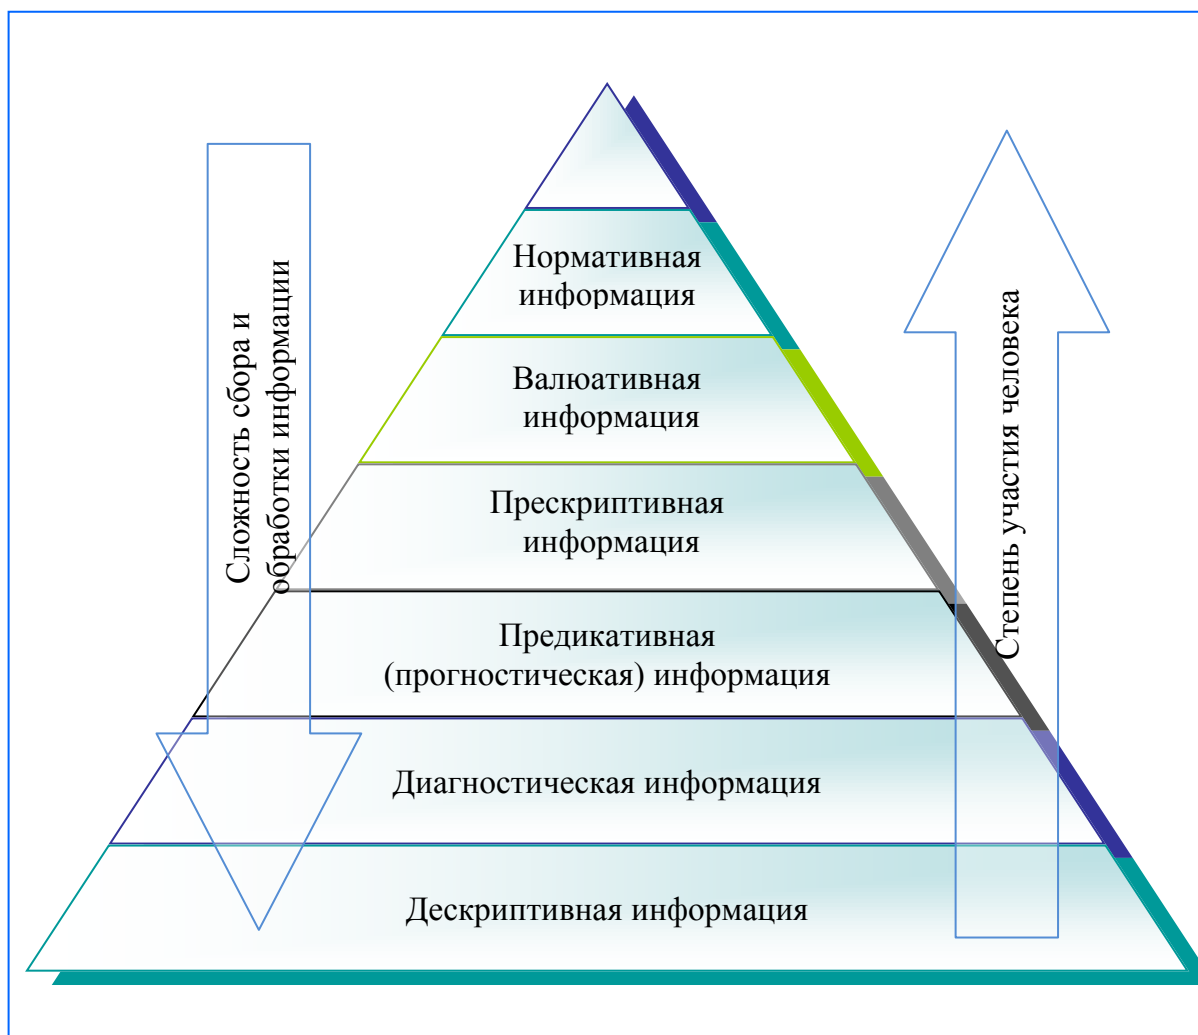 Нормативная
информация
Валюативная
информация
Прескриптивная
информация
Предикативная
(прогностическая) информация
Диагностическая информация
Дескриптивная информация
Сложность сбора и
обработки информации
Степень участия человека